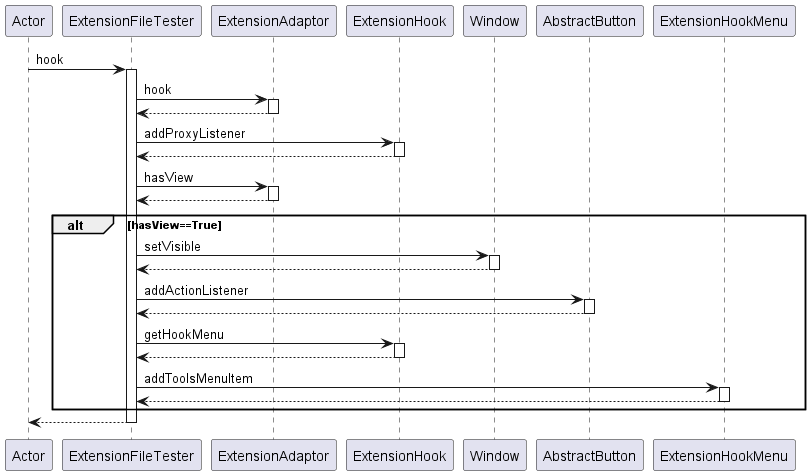 Actor ExtensionFileTester ExtensionAdaptor ExtensionHook Window AbstractButton ExtensionHookMenu
hook
hook
addProxyListener
hasView
alt [hasView==True]
setVisible
addActionListener
getHookMenu
addToolsMenuItem
Actor ExtensionFileTester ExtensionAdaptor ExtensionHook Window AbstractButton ExtensionHookMenu